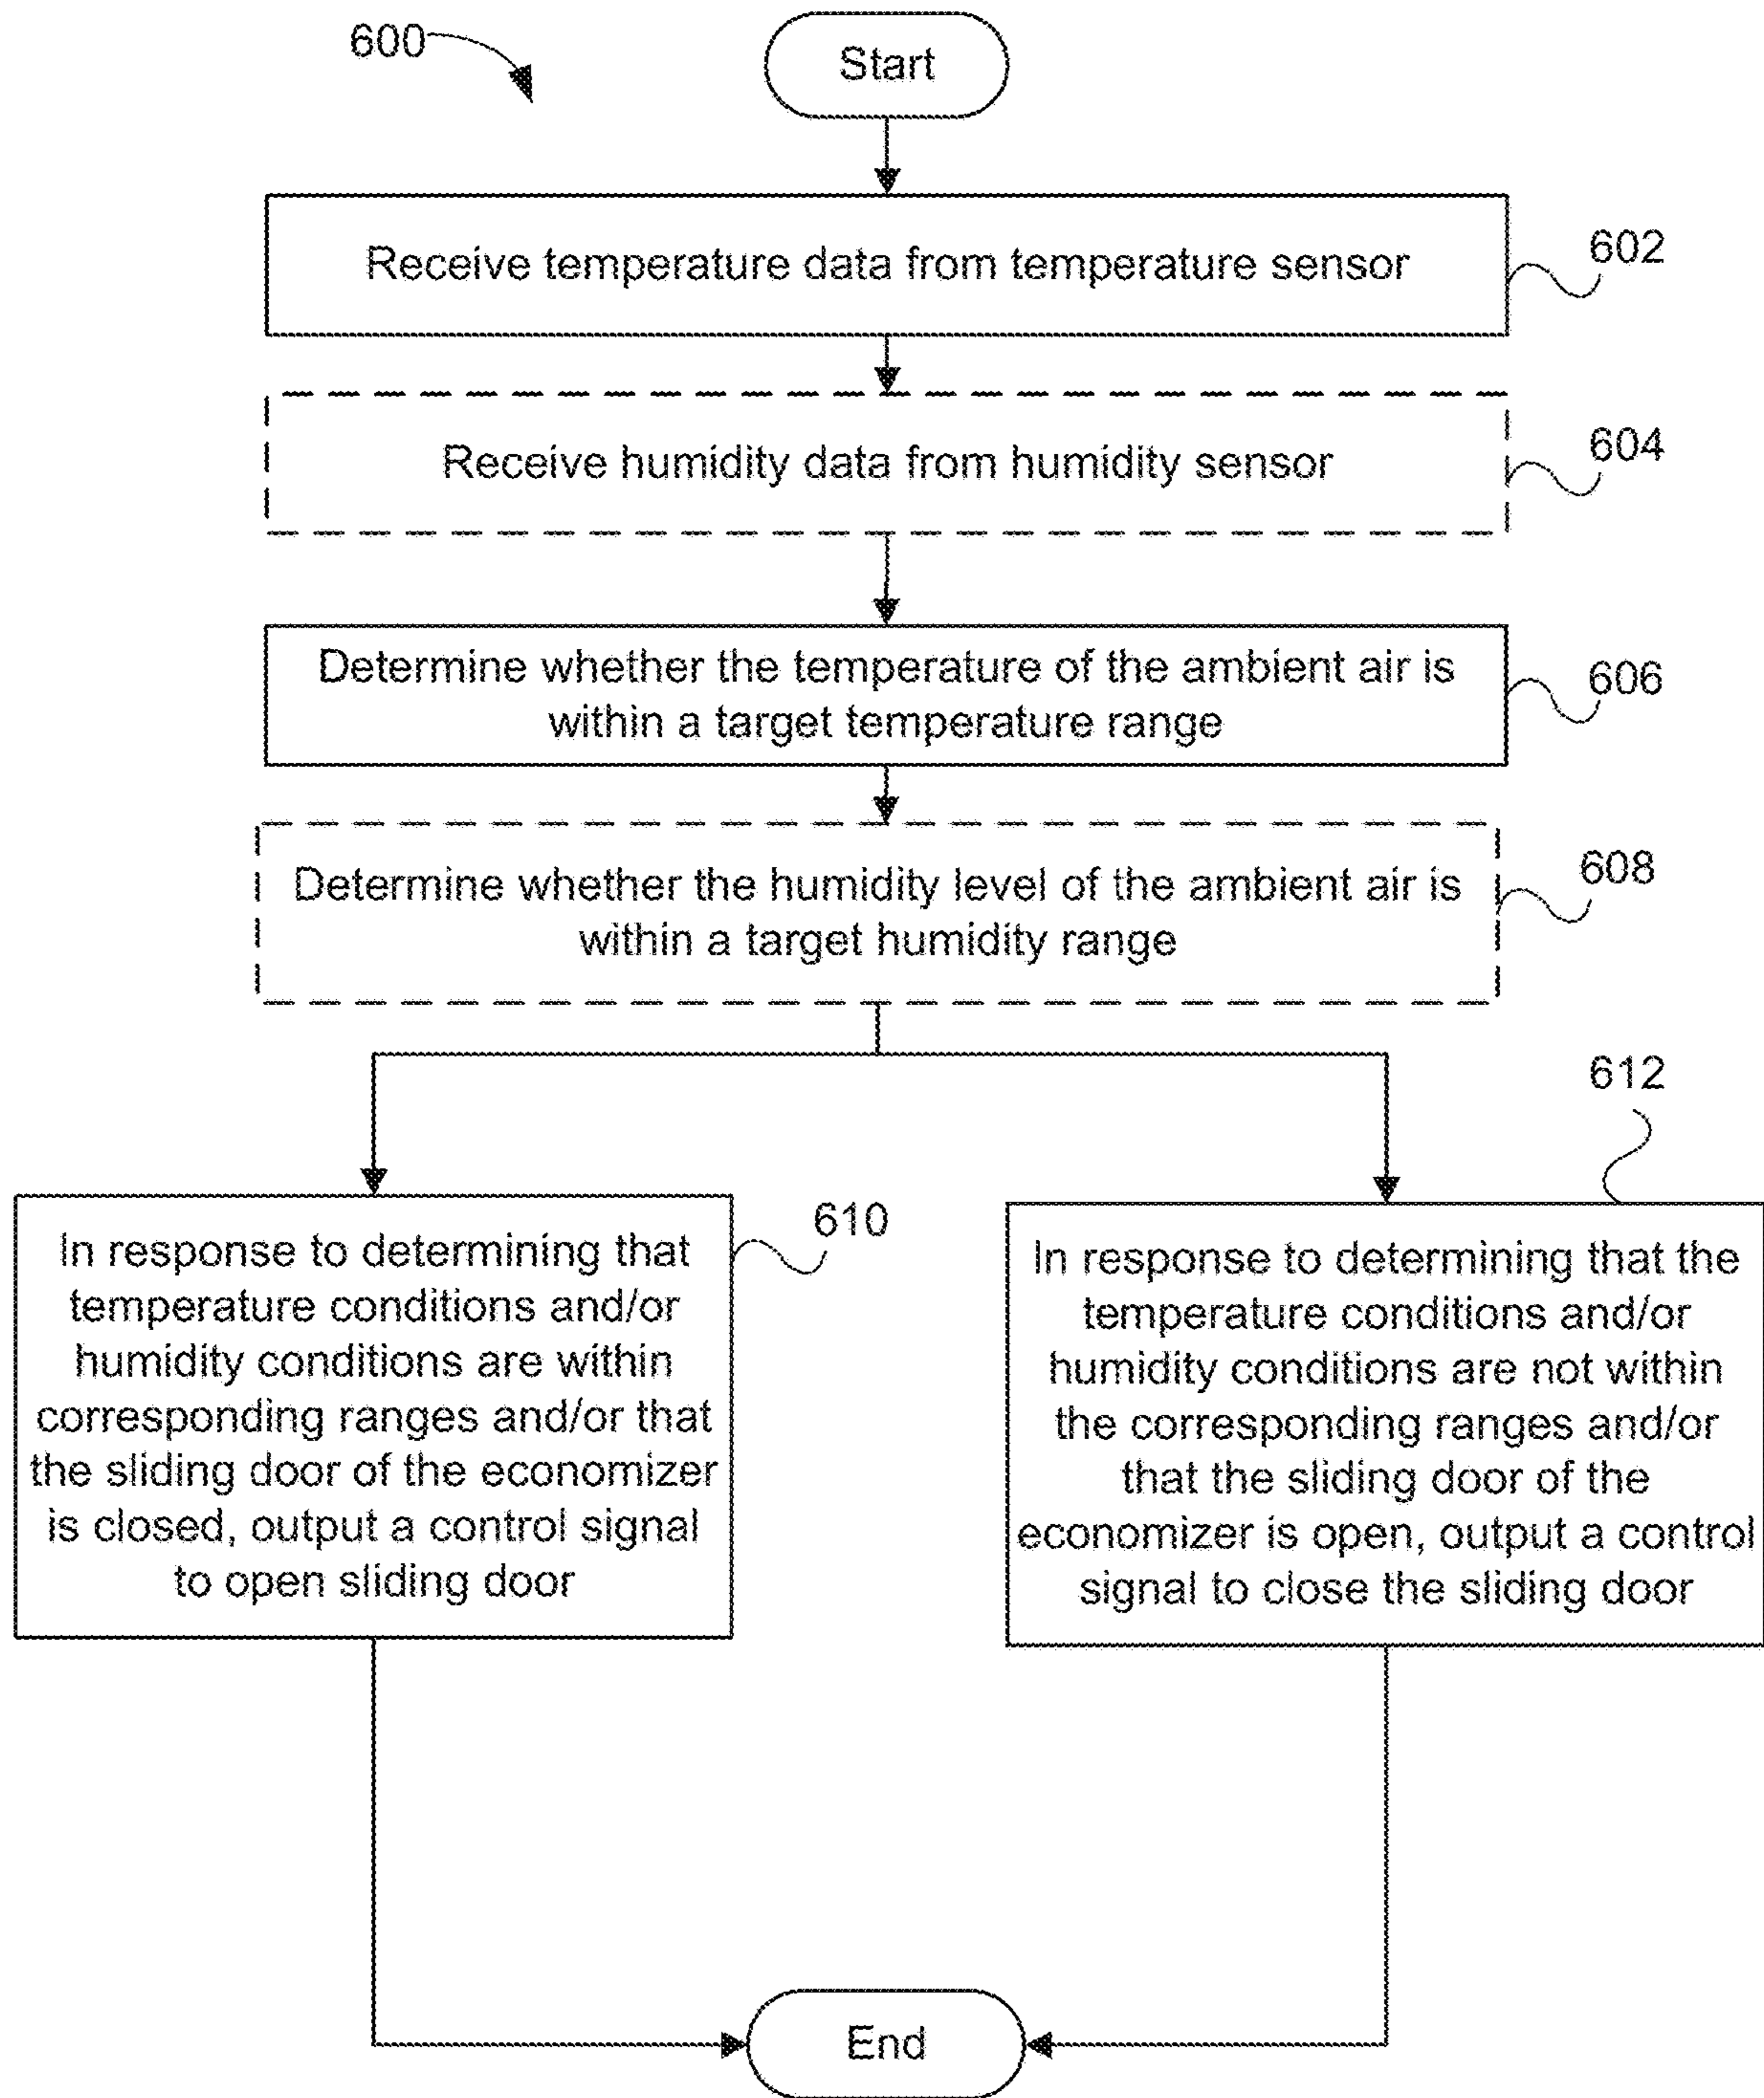 600
Start
Receive temperature data from temperature sensor
602
Receive humidity data from humidity sensor
604
Determine whether the temperature of the ambient air is
within a target temperature range
606
Determine whether the humidity level of the ambient air is
within a target humidity range
608
In response to determining that
temperature conditions and/or
humidity conditions are within
corresponding ranges and/or that
the sliding door of the economizer
is closed, output a control signal
to open sliding door
610
612
In response to determining that the
temperature conditions and/or
humidity conditions are not within
the corresponding ranges and/or
that the sliding door of the
economizer is open, output a control
signal to close the sliding door
End